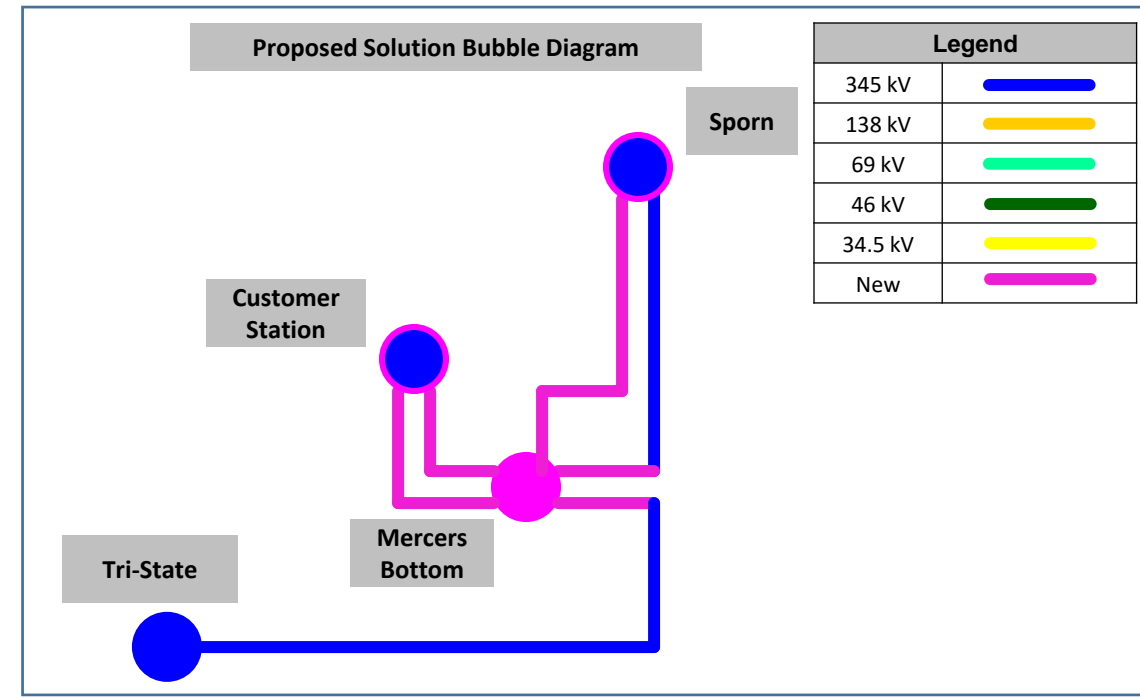 Proposed Solution Bubble Diagram
Legend
345 kV
138 kV
69 kV
46 kV
34.5 kV
New
Sporn
Customer
Station
Mercers
Bottom
Tri-State